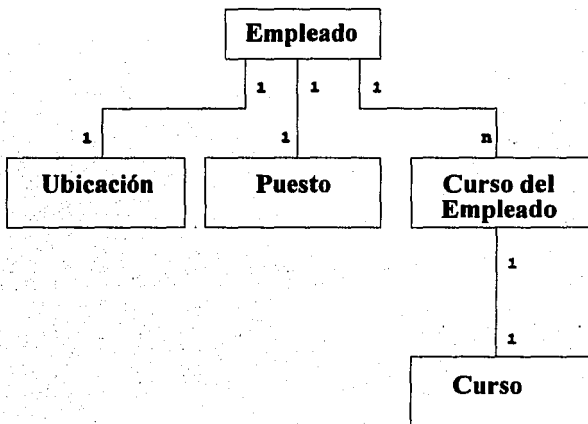 Empleado
1 1 1
1 1 n
Ubicación Puesto Curso del
Empleado
1
1
Curso